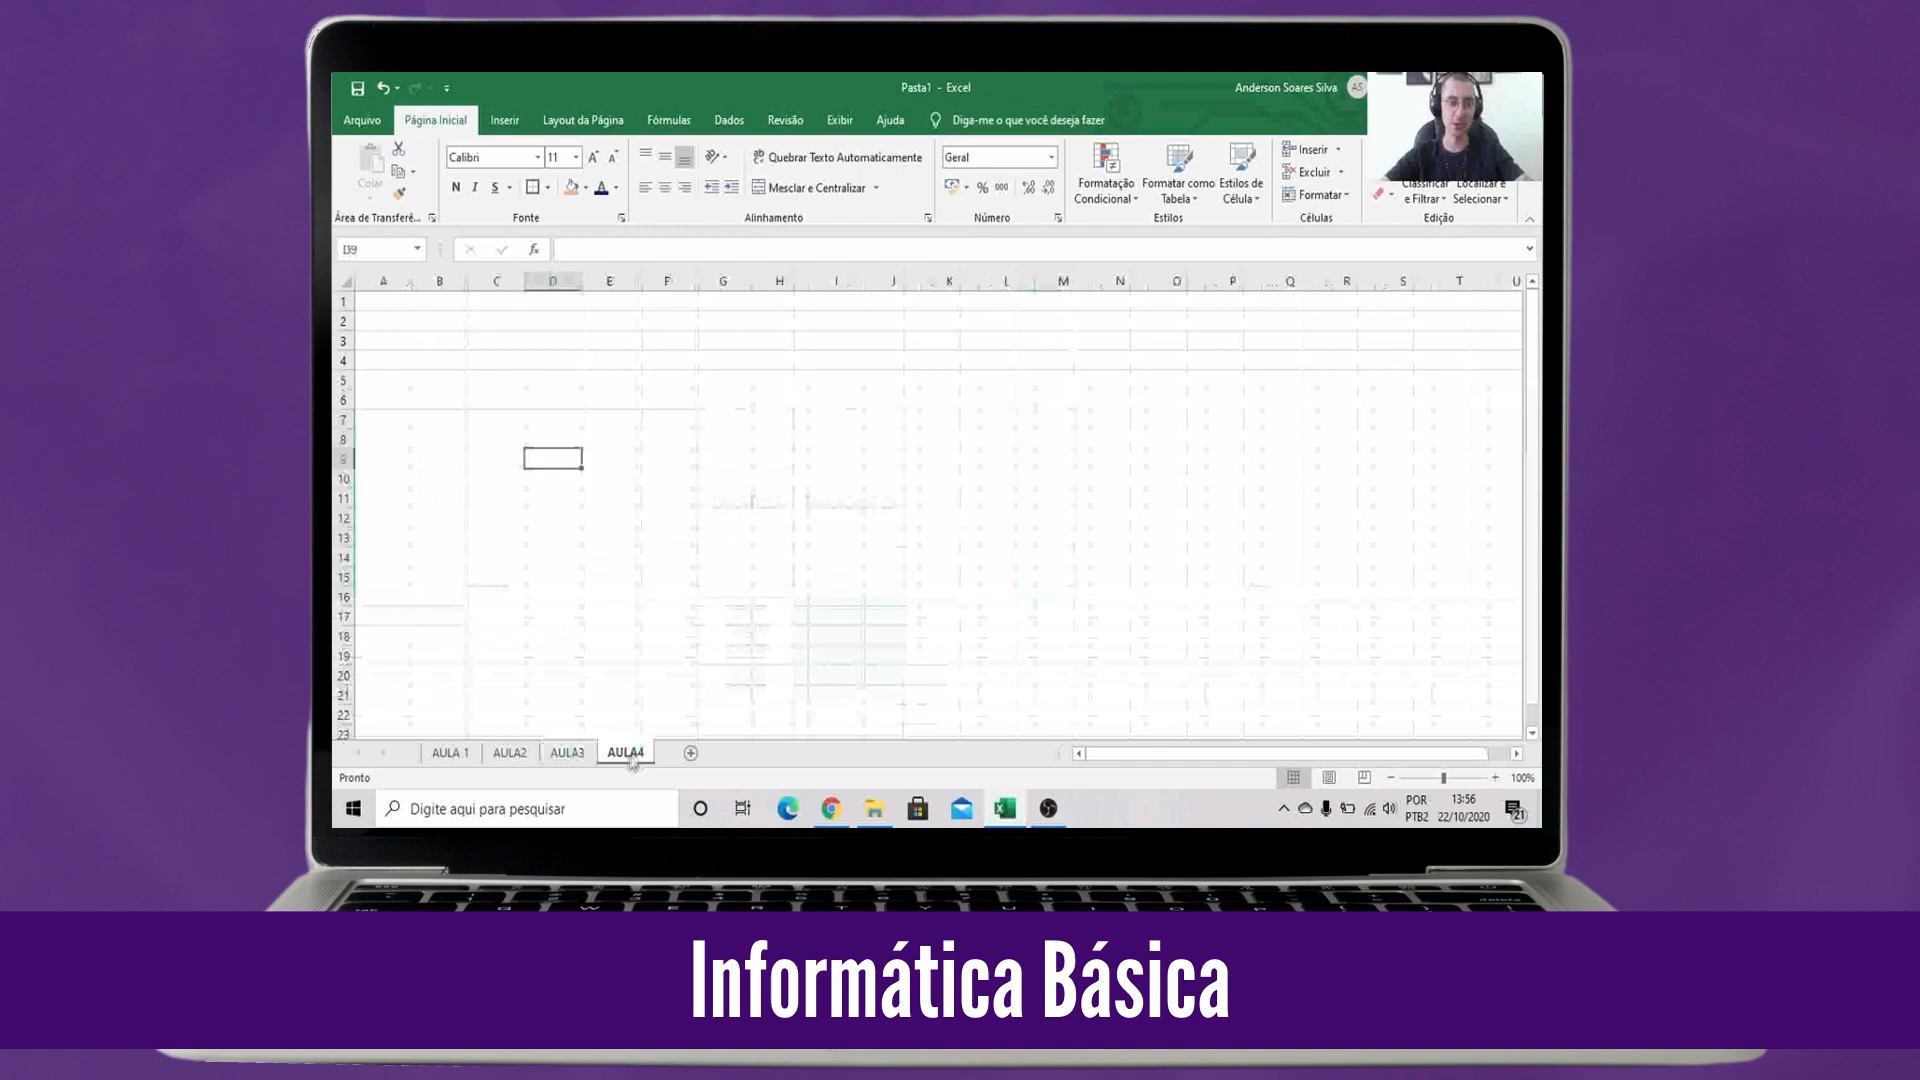 Pasta1 - Excel
Anderson Soares Silva
AS
Arquivo
Página Inicial
Inserir
Layout da Página
Fórmulas
Dados
Revisão
Exibir
Ajuda
Diga-me o que você deseja fazer
Colar
Calibri
11
N I S
Quebrar Texto Automaticamente
Mesclar e Centralizar
Geral
% 000
Formatação Condicional
Formatar como Tabela
Estilos de Célula
Inserir
Excluir
Formatar
Classificar e Filtrar
Localizar e Selecionar
Área de Transferê...
Fonte
Alinhamento
Número
Estilos
Células
Edição
D9
fx
A B C D E F G H I J K L M N O P Q R S T U
1
2
3
4
5
6
7
8
9
10
11
12
13
14
15
16
17
18
19
20
21
22
23
AULA 1
AULA2
AULA3
AULA4
Pronto
100%
Digite aqui para pesquisar
POR
PTB2
13:56
22/10/2020
21
delete
Informática Básica